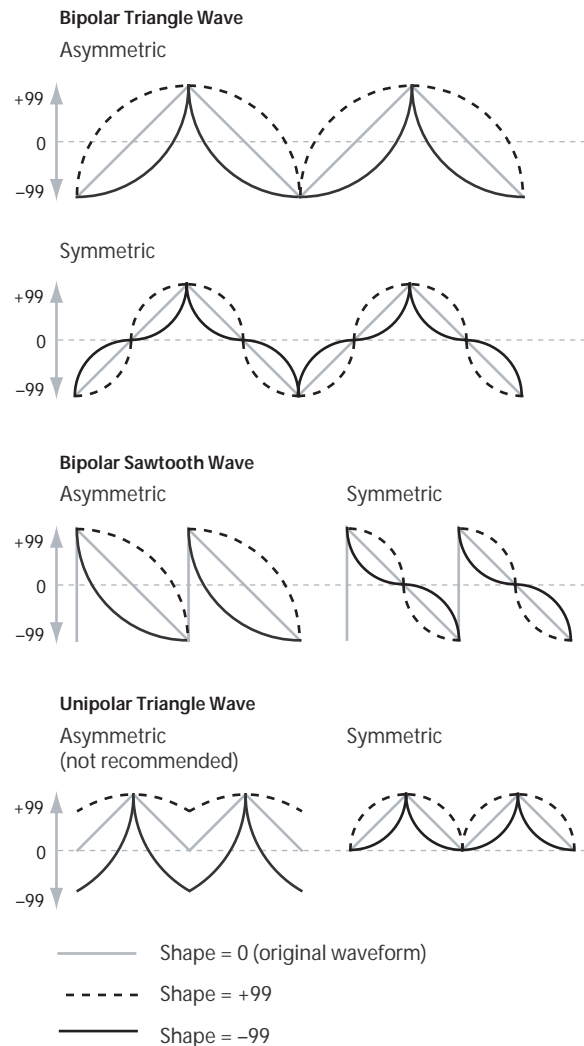 Bipolar Triangle Wave
Asymmetric
+99
0
–99
Symmetric
+99
0
–99
Bipolar Sawtooth Wave
Asymmetric
Symmetric
+99
0
–99
Unipolar Triangle Wave
Asymmetric
(not recommended)
Symmetric
+99
0
–99
Shape = 0 (original waveform)
Shape = +99
Shape = –99